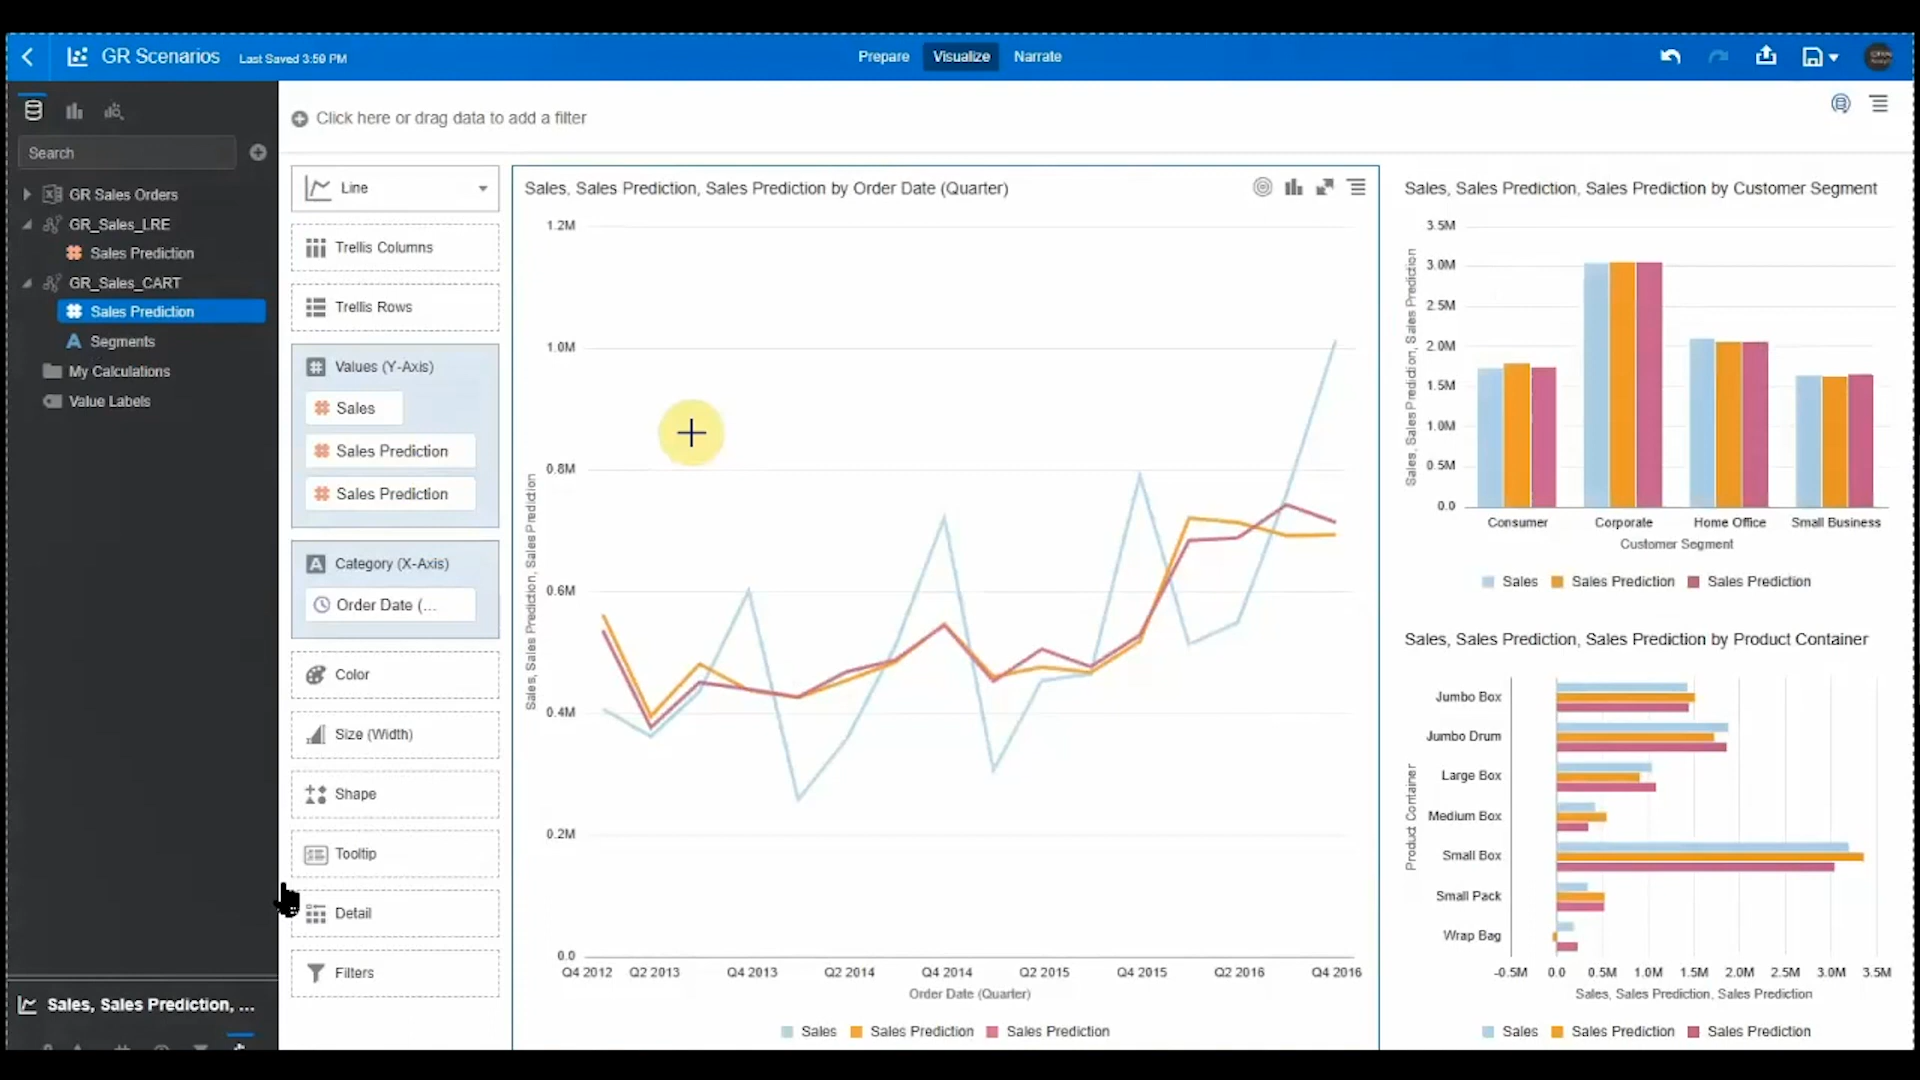 GR Scenarios Last Saved 3:59 PM
Prepare Visualize Narrate
Search
GR Sales Orders
GR_Sales_LRE
Sales Prediction
GR_Sales_CART
Sales Prediction
Segments
My Calculations
Value Labels
Sales, Sales Prediction, ...
Click here or drag data to add a filter
Line
Trellis Columns
Trellis Rows
Values (Y-Axis)
Sales
Sales Prediction
Sales Prediction
Category (X-Axis)
Order Date (...
Color
Size (Width)
Shape
Tooltip
Detail
Filters
Sales, Sales Prediction, Sales Prediction by Order Date (Quarter)
Sales, Sales Prediction, Sales Prediction
1.2M
1.0M
0.8M
0.6M
0.4M
0.2M
0.0
Q4 2012 Q2 2013 Q4 2013 Q2 2014 Q4 2014 Q2 2015 Q4 2015 Q2 2016 Q4 2016
Order Date (Quarter)
Sales Sales Prediction Sales Prediction
Sales, Sales Prediction, Sales Prediction by Customer Segment
Sales, Sales Prediction, Sales Prediction
3.5M
3.0M
2.5M
2.0M
1.5M
1.0M
0.5M
0.0
Consumer Corporate Home Office Small Business
Customer Segment
Sales Sales Prediction Sales Prediction
Sales, Sales Prediction, Sales Prediction by Product Container
Product Container
Jumbo Box
Jumbo Drum
Large Box
Medium Box
Small Box
Small Pack
Wrap Bag
-0.5M 0.0 0.5M 1.0M 1.5M 2.0M 2.5M 3.0M 3.5M
Sales, Sales Prediction, Sales Prediction
Sales Sales Prediction Sales Prediction